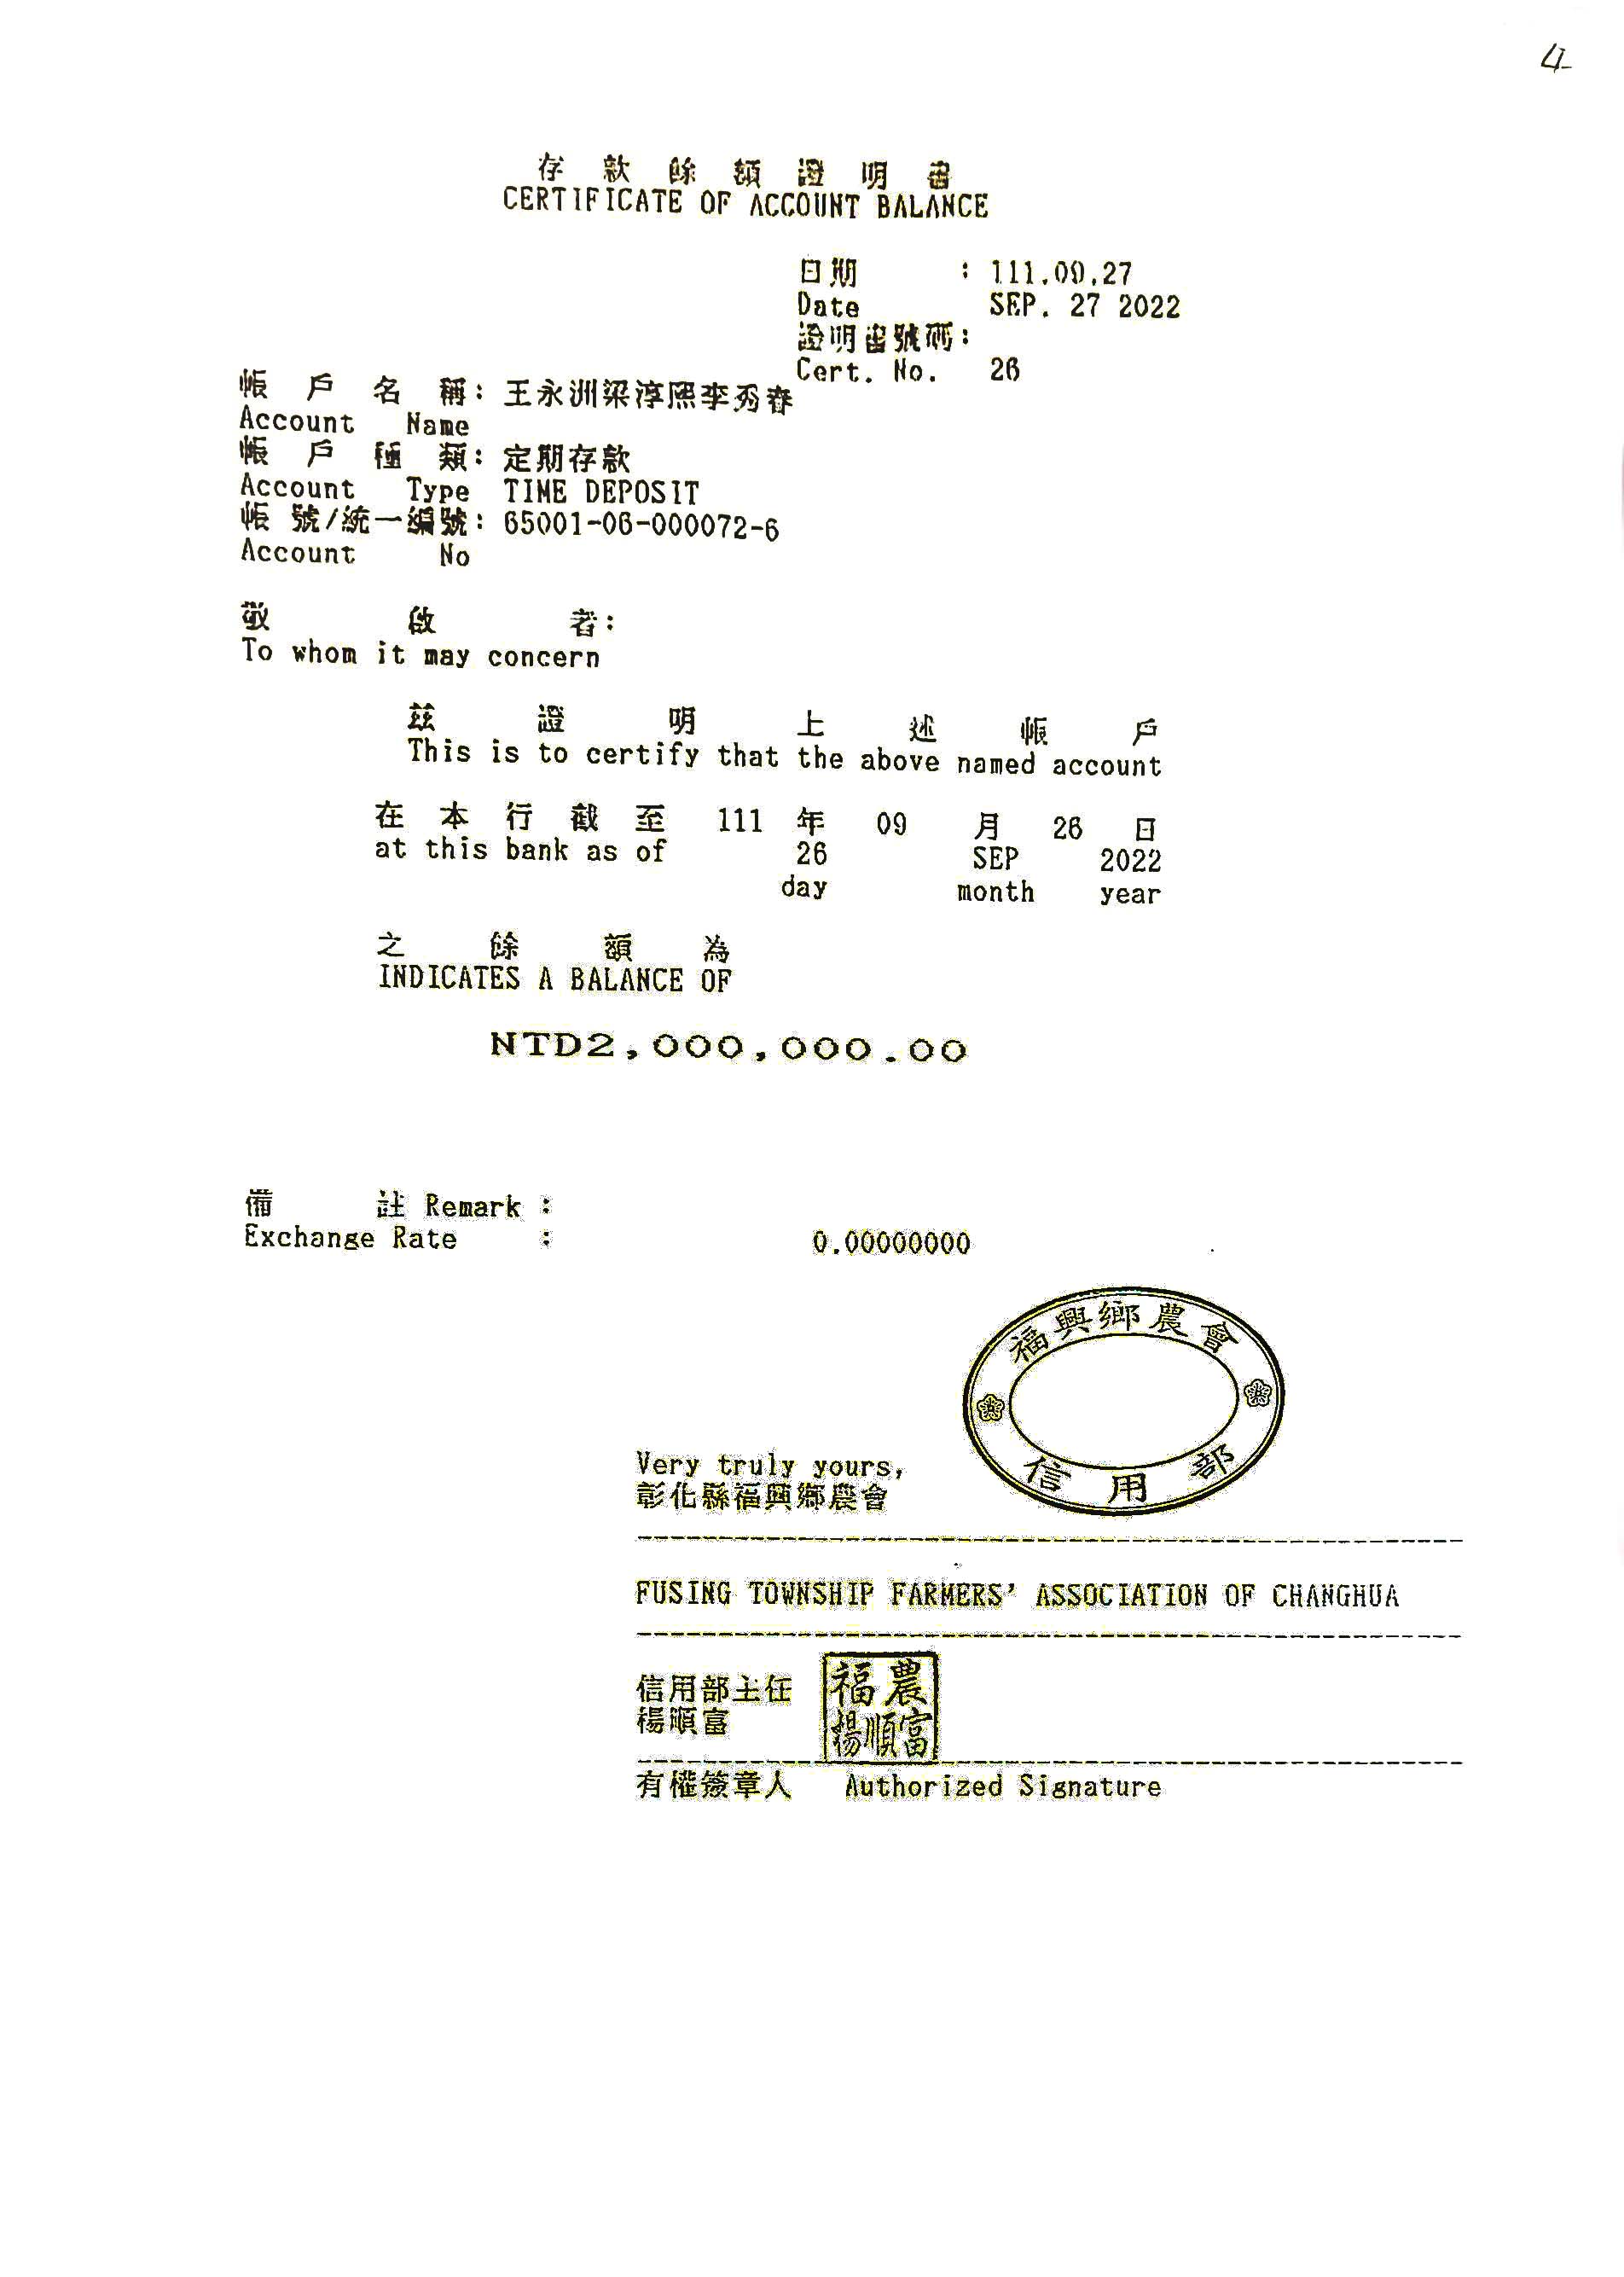 4
存款餘額證明書
CERTIFICATE OF ACCOUNT BALANCE
日期 : 111.09.27
Date SEP. 27 2022
證明書號碼:
Cert. No. 26
帳戶名稱: 王永洲梁淳熙李秀春
Account Name
帳戶種類: 定期存款
Account Type TIME DEPOSIT
帳號/統一編號: 65001-06-000072-6
Account No
敬啟者:
To whom it may concern
茲證明上述帳戶
This is to certify that the above named account
在本行截至 111 年 09 月 26 日
at this bank as of 26 SEP 2022
day month year
之餘額為
INDICATES A BALANCE OF
NTD2,000,000.00
備註 Remark :
Exchange Rate : 0.00000000
福興鄉農會
信用部
Very truly yours,
彰化縣福興鄉農會
FUSING TOWNSHIP FARMERS' ASSOCIATION OF CHANGHUA
信用部主任
楊順富
福農
楊順富
有權簽章人 Authorized Signature